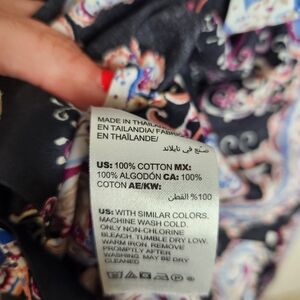 MADE IN THAILAND/
EN TAILANDIA/
EN THAÏLANDE/
صنع في تايلاند
US: 100% COTTON MX:
100% ALGODÓN CA: 100%
COTON AE/KW:
100% القطن
US: WITH SIMILAR COLORS.
MACHINE WASH COLD.
ONLY NON-CHLORINE
BLEACH. TUMBLE DRY LOW.
WARM IRON. REMOVE
PROMPTLY AFTER
WASHING. MAY BE DRY
CLEANED